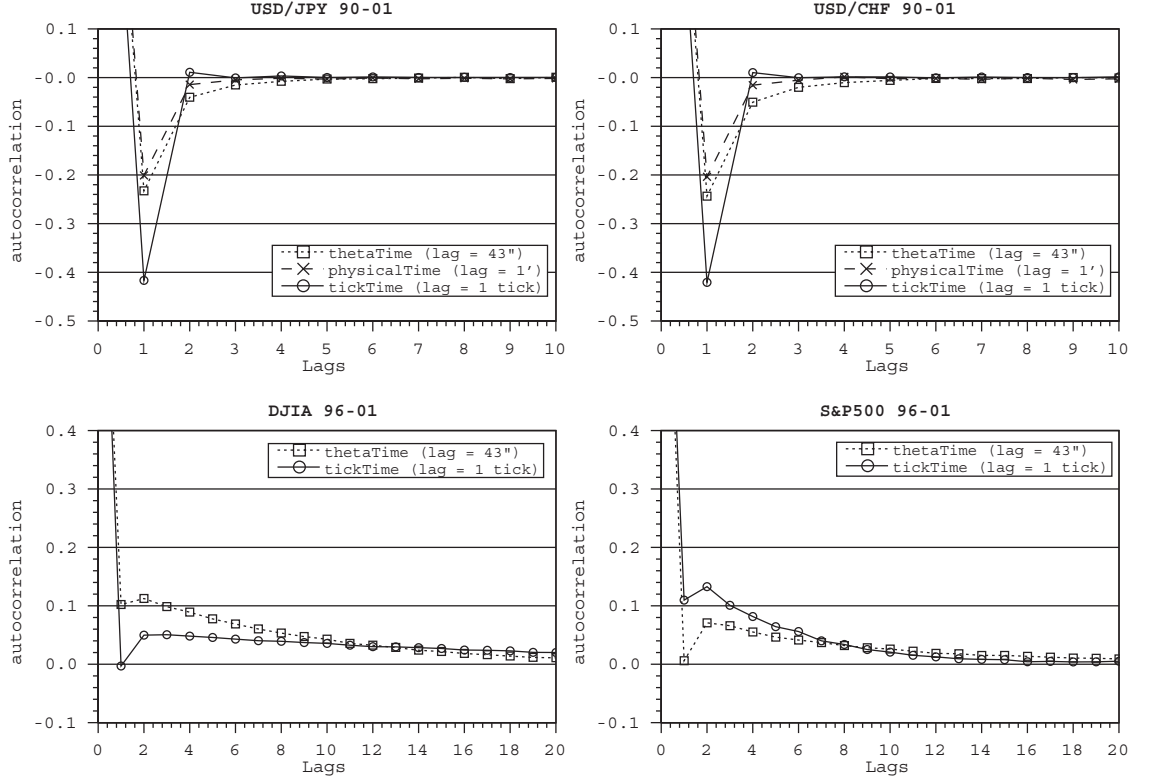 USD/JPY 90-01
0.1
-0.0
-0.1
-0.2
-0.3
-0.4
-0.5
autocorrelation
thetaTime (lag = 43")
physicalTime (lag = 1')
tickTime (lag = 1 tick)
0 1 2 3 4 5 6 7 8 9 10
Lags
USD/CHF 90-01
0.1
-0.0
-0.1
-0.2
-0.3
-0.4
-0.5
autocorrelation
thetaTime (lag = 43")
physicalTime (lag = 1')
tickTime (lag = 1 tick)
0 1 2 3 4 5 6 7 8 9 10
Lags
DJIA 96-01
0.4
0.3
0.2
0.1
0.0
-0.1
autocorrelation
thetaTime (lag = 43")
tickTime (lag = 1 tick)
0 2 4 6 8 10 12 14 16 18 20
Lags
S&P500 96-01
0.4
0.3
0.2
0.1
0.0
-0.1
autocorrelation
thetaTime (lag = 43")
tickTime (lag = 1 tick)
0 2 4 6 8 10 12 14 16 18 20
Lags